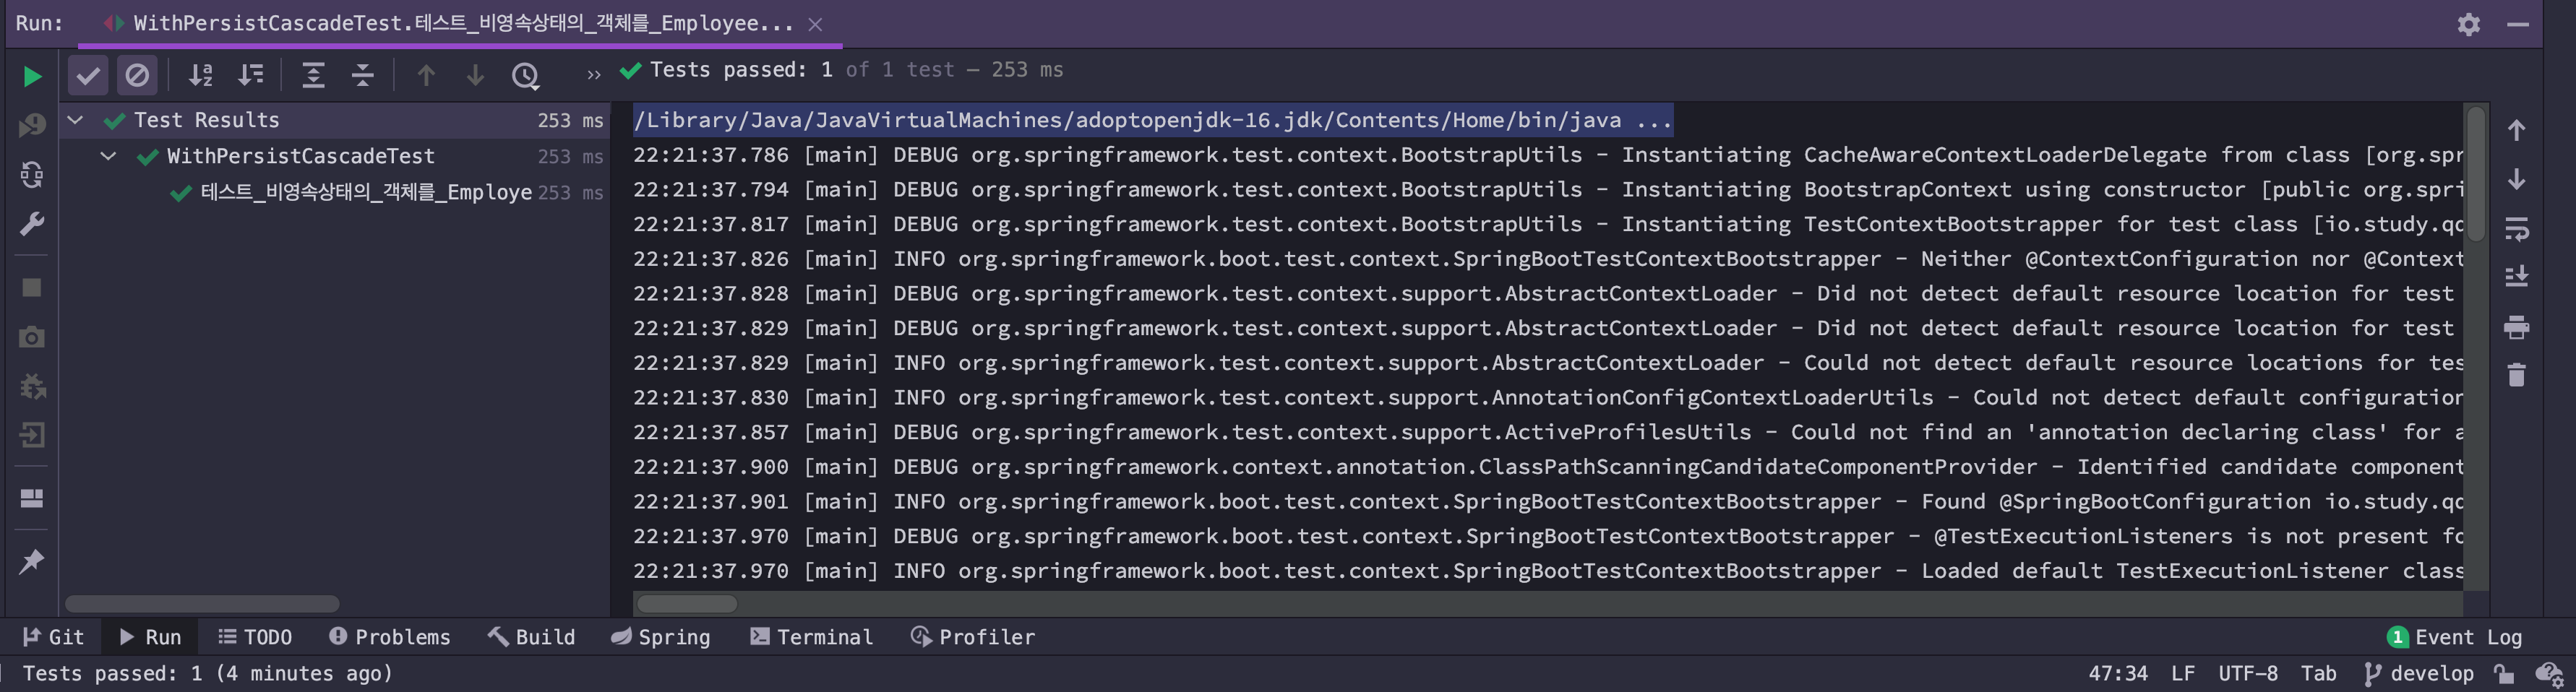 Run: WithPersistCascadeTest.테스트_비영속상태의_객체를_Employee...
Tests passed: 1 of 1 test – 253 ms
Test Results 253 ms
WithPersistCascadeTest 253 ms
테스트_비영속상태의_객체를_Employe 253 ms
/Library/Java/JavaVirtualMachines/adoptopenjdk-16.jdk/Contents/Home/bin/java ...
22:21:37.786 [main] DEBUG org.springframework.test.context.BootstrapUtils - Instantiating CacheAwareContextLoaderDelegate from class [org.spr
22:21:37.794 [main] DEBUG org.springframework.test.context.BootstrapUtils - Instantiating BootstrapContext using constructor [public org.spri
22:21:37.817 [main] DEBUG org.springframework.test.context.BootstrapUtils - Instantiating TestContextBootstrapper for test class [io.study.qd
22:21:37.826 [main] INFO org.springframework.boot.test.context.SpringBootTestContextBootstrapper - Neither @ContextConfiguration nor @Context
22:21:37.828 [main] DEBUG org.springframework.test.context.support.AbstractContextLoader - Did not detect default resource location for test
22:21:37.829 [main] DEBUG org.springframework.test.context.support.AbstractContextLoader - Did not detect default resource location for test
22:21:37.829 [main] INFO org.springframework.test.context.support.AbstractContextLoader - Could not detect default resource locations for tes
22:21:37.830 [main] INFO org.springframework.test.context.support.AnnotationConfigContextLoaderUtils - Could not detect default configuration
22:21:37.857 [main] DEBUG org.springframework.test.context.support.ActiveProfilesUtils - Could not find an 'annotation declaring class' for a
22:21:37.900 [main] DEBUG org.springframework.context.annotation.ClassPathScanningCandidateComponentProvider - Identified candidate component
22:21:37.901 [main] INFO org.springframework.boot.test.context.SpringBootTestContextBootstrapper - Found @SpringBootConfiguration io.study.qd
22:21:37.970 [main] DEBUG org.springframework.boot.test.context.SpringBootTestContextBootstrapper - @TestExecutionListeners is not present fo
22:21:37.970 [main] INFO org.springframework.boot.test.context.SpringBootTestContextBootstrapper - Loaded default TestExecutionListener class
Git Run TODO Problems Build Spring Terminal Profiler 1 Event Log
Tests passed: 1 (4 minutes ago) 47:34 LF UTF-8 Tab develop